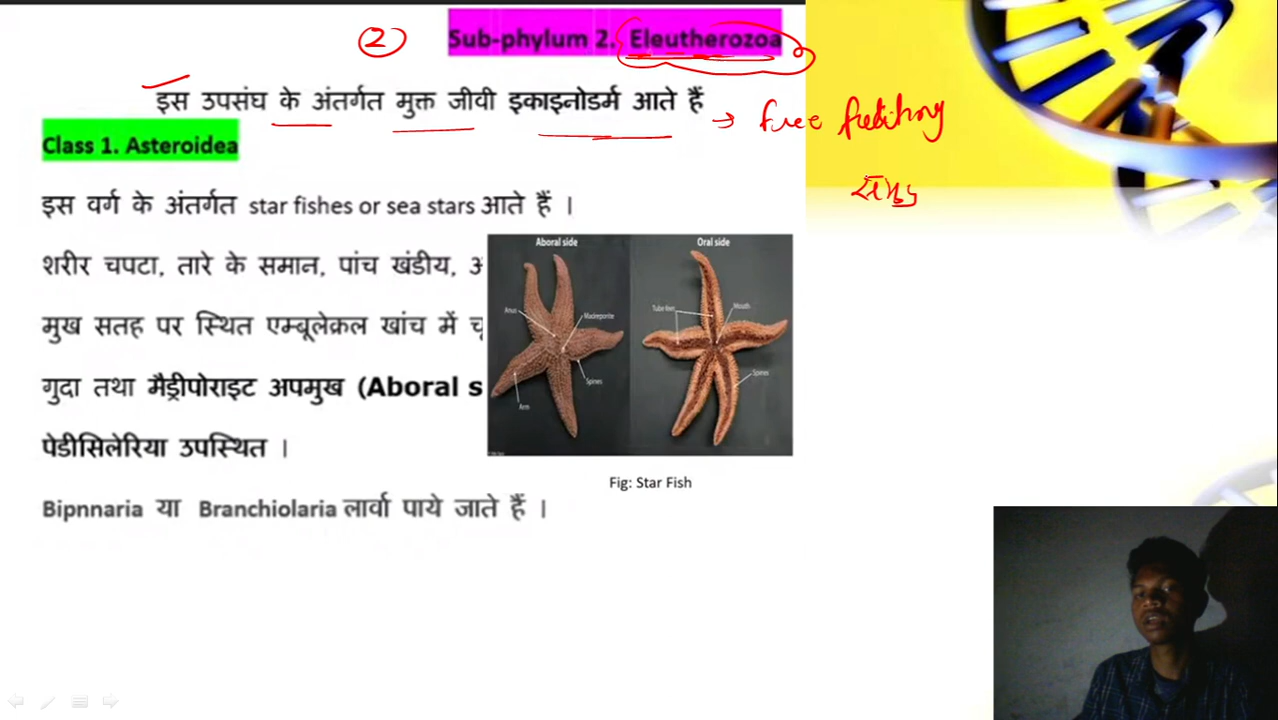 ② Sub-phylum 2. Eleutherozoa
इस उपसंघ के अंतर्गत मुक्त जीवी इकाइनोडर्म आते हैं → free
Class 1. Asteroidea
इस वर्ग के अंतर्गत star fishes or sea stars आते हैं ।
शरीर चपटा, तारे के समान, पांच खंडीय,
मुख सतह पर स्थित एम्बूलेक्रल खांच में
गुदा तथा मैड्रीपोराइट अपमुख (Aboral s
पेडीसिलेरिया उपस्थित ।
Bipnnaria या Branchiolaria लार्वा पाये जाते हैं ।
Aboral side
Anus
Madreporite
Spines
Arm
Oral side
Tube feet
Mouth
Spines
Fig: Star Fish